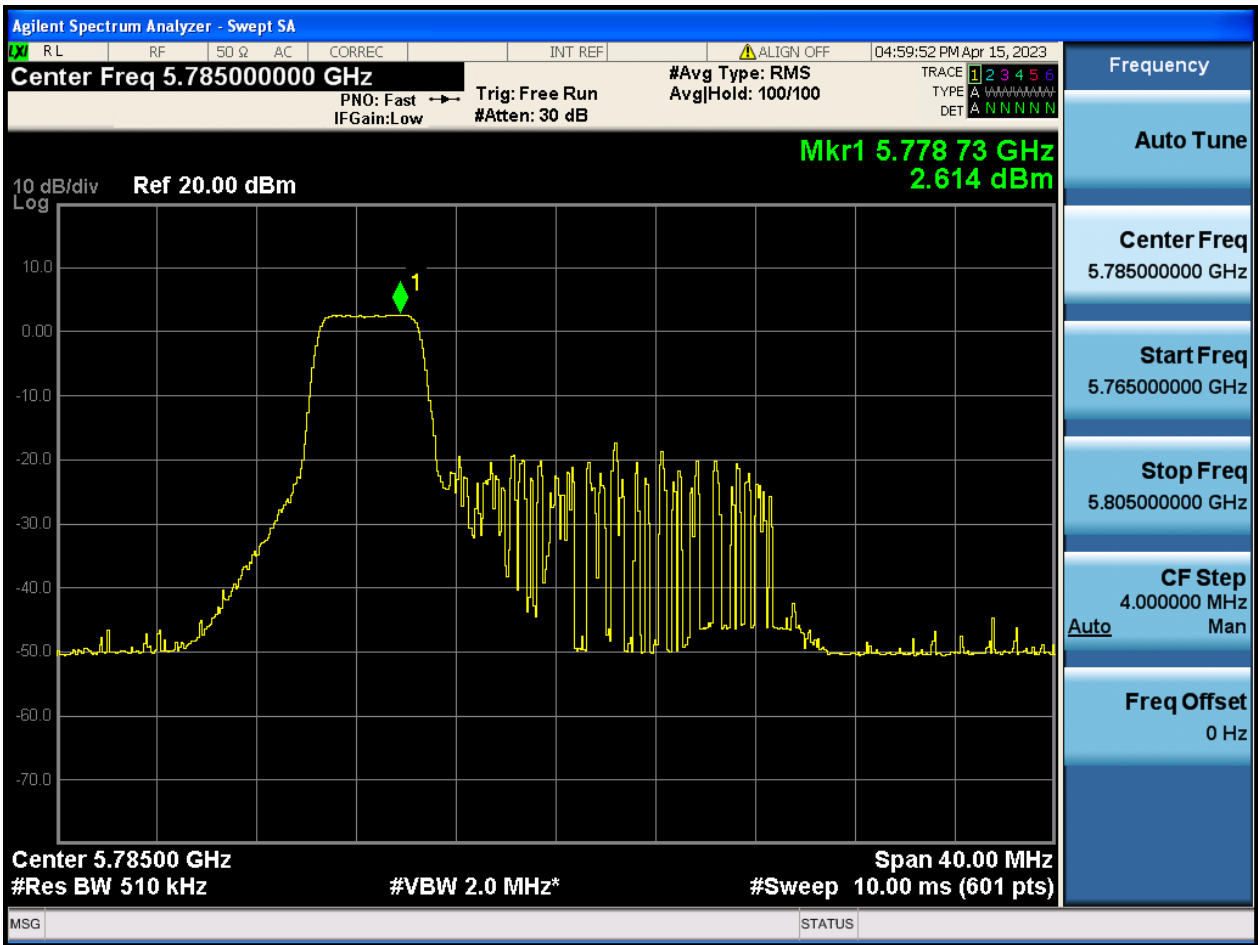 Agilent Spectrum Analyzer - Swept SA
LXI RL RF 50 Ω AC CORREC INT REF ALIGN OFF 04:59:52 PM Apr 15, 2023
Center Freq 5.785000000 GHz
PNO: Fast
IFGain:Low
Trig: Free Run
#Atten: 30 dB
#Avg Type: RMS
Avg|Hold: 100/100
TRACE 1 2 3 4 5 6
TYPE A WWWWW
DET A N N N N N
Mkr1 5.778 73 GHz
2.614 dBm
10 dB/div Ref 20.00 dBm
Log
1
10.0
0.00
-10.0
-20.0
-30.0
-40.0
-50.0
-60.0
-70.0
Center 5.78500 GHz Span 40.00 MHz
#Res BW 510 kHz #VBW 2.0 MHz* #Sweep 10.00 ms (601 pts)
MSG STATUS
Frequency
Auto Tune
Center Freq
5.785000000 GHz
Start Freq
5.765000000 GHz
Stop Freq
5.805000000 GHz
CF Step
4.000000 MHz
Auto Man
Freq Offset
0 Hz